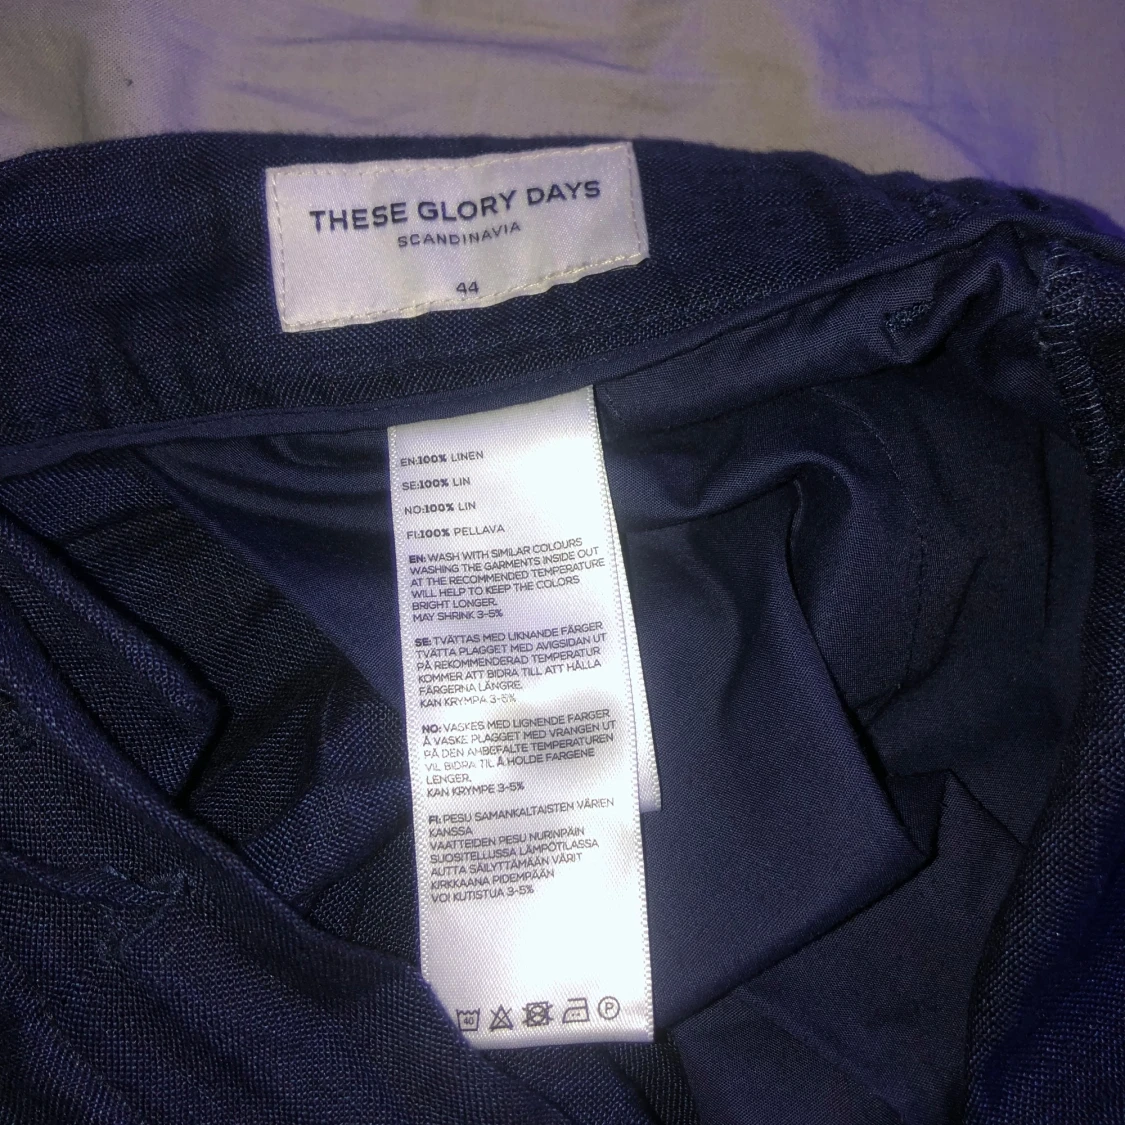 THESE GLORY DAYS
SCANDINAVIA
44
EN:100% LINEN
SE:100% LIN
NO:100% LIN
FI:100% PELLAVA
EN: WASH WITH SIMILAR COLOURS
WASHING THE GARMENTS INSIDE OUT
AT THE RECOMMENDED TEMPERATURE
WILL HELP TO KEEP THE COLORS
BRIGHT LONGER.
MAY SHRINK 3-5%
SE: TVÄTTAS MED LIKNANDE FÄRGER
TVÄTTA PLAGGET MED AVIGSIDAN UT
PÅ REKOMMENDERAD TEMPERATUR
KOMMER ATT BIDRA TILL ATT HÅLLA
FÄRGERNA LÄNGRE.
KAN KRYMPA 3-5%
NO: VASKES MED LIGNENDE FARGER
Å VASKE PLAGGET MED VRANGEN UT
PÅ DEN ANBEFALTE TEMPERATUREN
VIL BIDRA TIL Å HOLDE FARGENE
LENGER.
KAN KRYMPE 3-5%
FI: PESU SAMANKALTAISTEN VÄRIEN
KANSSA
VAATTEIDEN PESU NURINPÄIN
SUOSITELLUSSA LÄMPÖTILASSA
AUTTA SÄILYTTÄMÄÄN VÄRIT
KIRKKAANA PIDEMPÄÄN
VOI KUTISTUA 3-5%
40
P